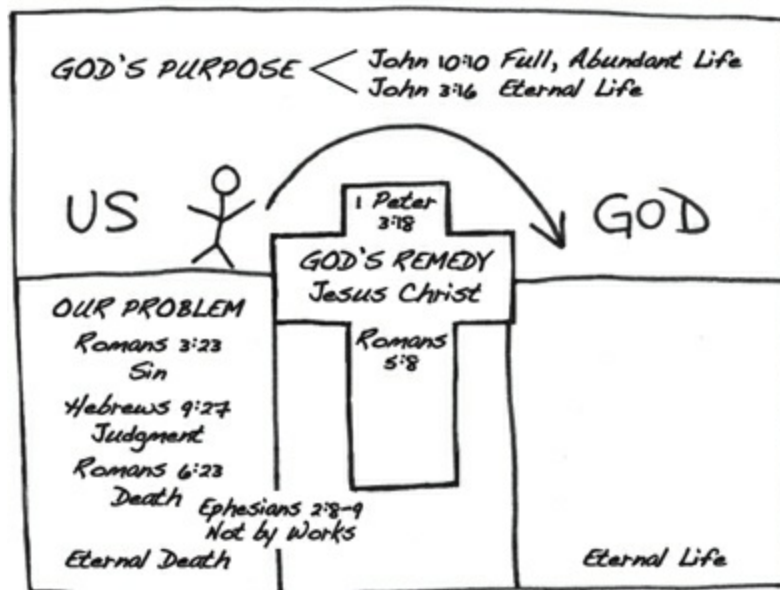 GOD'S PURPOSE
John 10:10 Full, Abundant Life
John 3:16 Eternal Life
US
GOD
1 Peter
3:18
GOD'S REMEDY
Jesus Christ
Romans
5:8
OUR PROBLEM
Romans 3:23
Sin
Hebrews 9:27
Judgment
Romans 6:23
Death
Ephesians 2:8-9
Not by Works
Eternal Death
Eternal Life